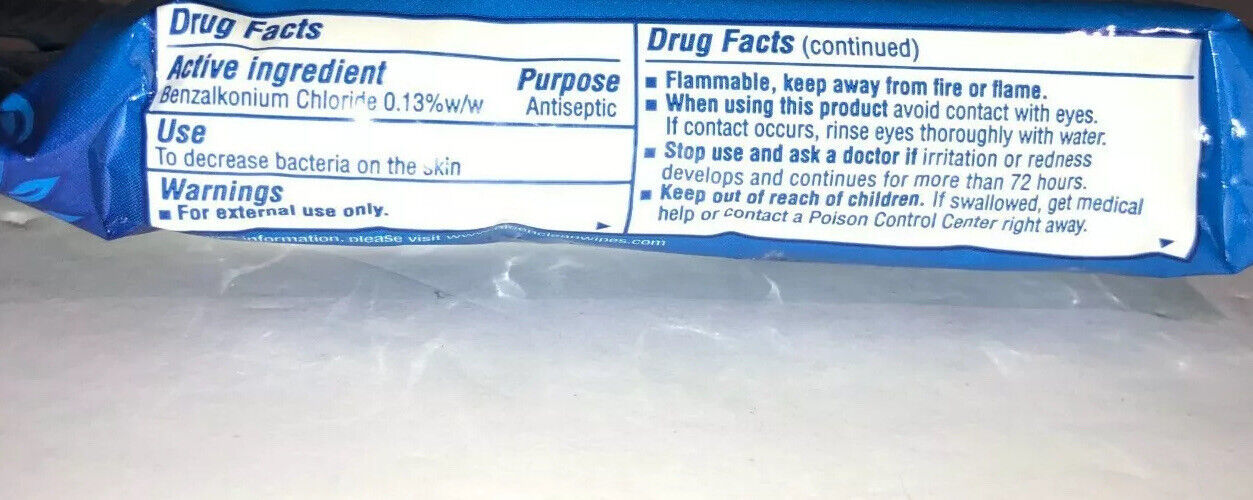 Drug Facts
Active ingredient Purpose
Benzalkonium Chloride 0.13%w/w Antiseptic
Use
To decrease bacteria on the skin
Warnings
■ For external use only.
information, please visit
Drug Facts (continued)
■ Flammable, keep away from fire or flame.
■ When using this product avoid contact with eyes.
If contact occurs, rinse eyes thoroughly with water.
■ Stop use and ask a doctor if irritation or redness
develops and continues for more than 72 hours.
■ Keep out of reach of children. If swallowed, get medical
help or contact a Poison Control Center right away.